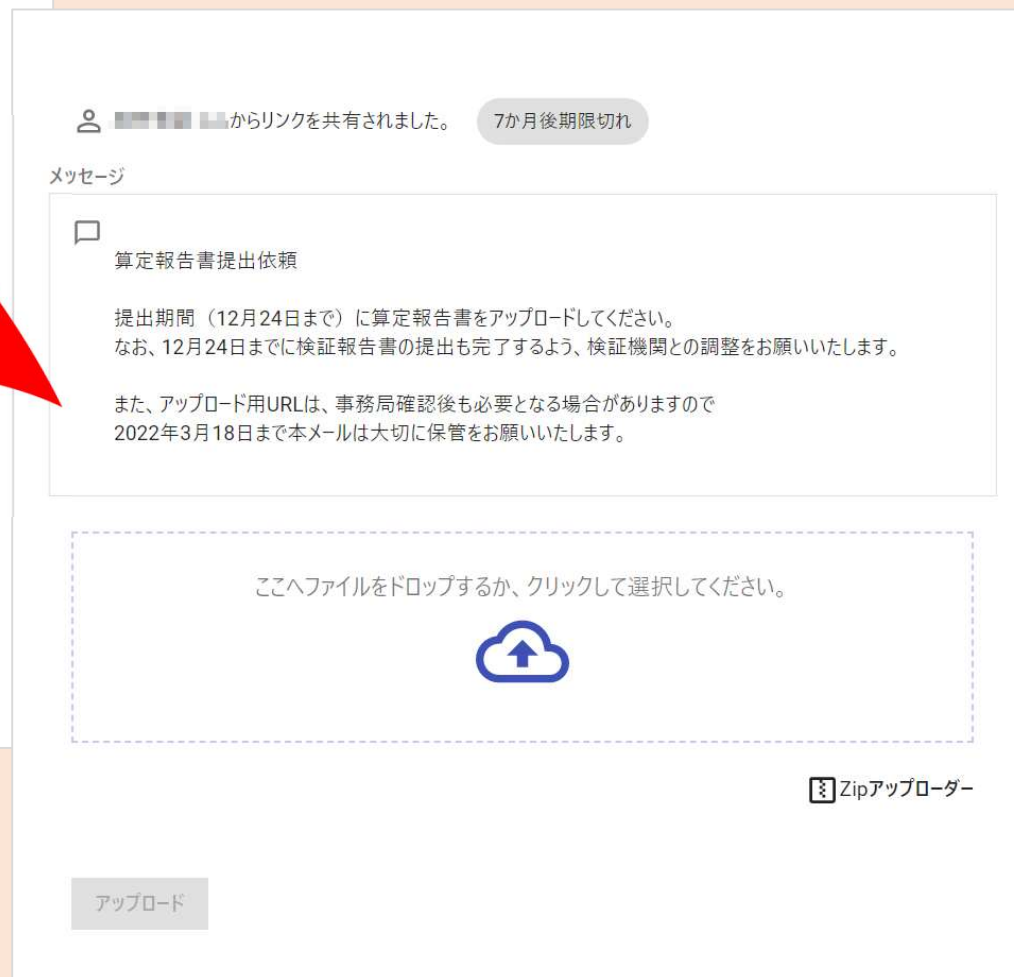 からリンクを共有されました。 7か月後期限切れ
メッセージ
算定報告書提出依頼
提出期間（12月24日まで）に算定報告書をアップロードしてください。
なお、12月24日までに検証報告書の提出も完了するよう、検証機関との調整をお願いいたします。
また、アップロード用URLは、事務局確認後も必要となる場合がありますので
2022年3月18日まで本メールは大切に保管をお願いいたします。
ここへファイルをドロップするか、クリックして選択してください。
Zipアップローダー
アップロード